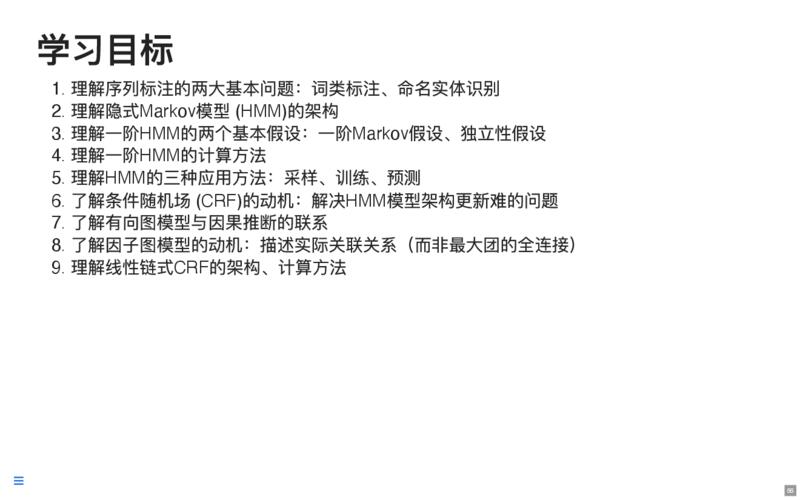 学习目标
1. 理解序列标注的两大基本问题：词类标注、命名实体识别
2. 理解隐式Markov模型 (HMM)的架构
3. 理解一阶HMM的两个基本假设：一阶Markov假设、独立性假设
4. 理解一阶HMM的计算方法
5. 理解HMM的三种应用方法：采样、训练、预测
6. 了解条件随机场 (CRF)的动机：解决HMM模型架构更新难的问题
7. 了解有向图模型与因果推断的联系
8. 了解因子图模型的动机：描述实际关联关系（而非最大团的全连接）
9. 理解线性链式CRF的架构、计算方法